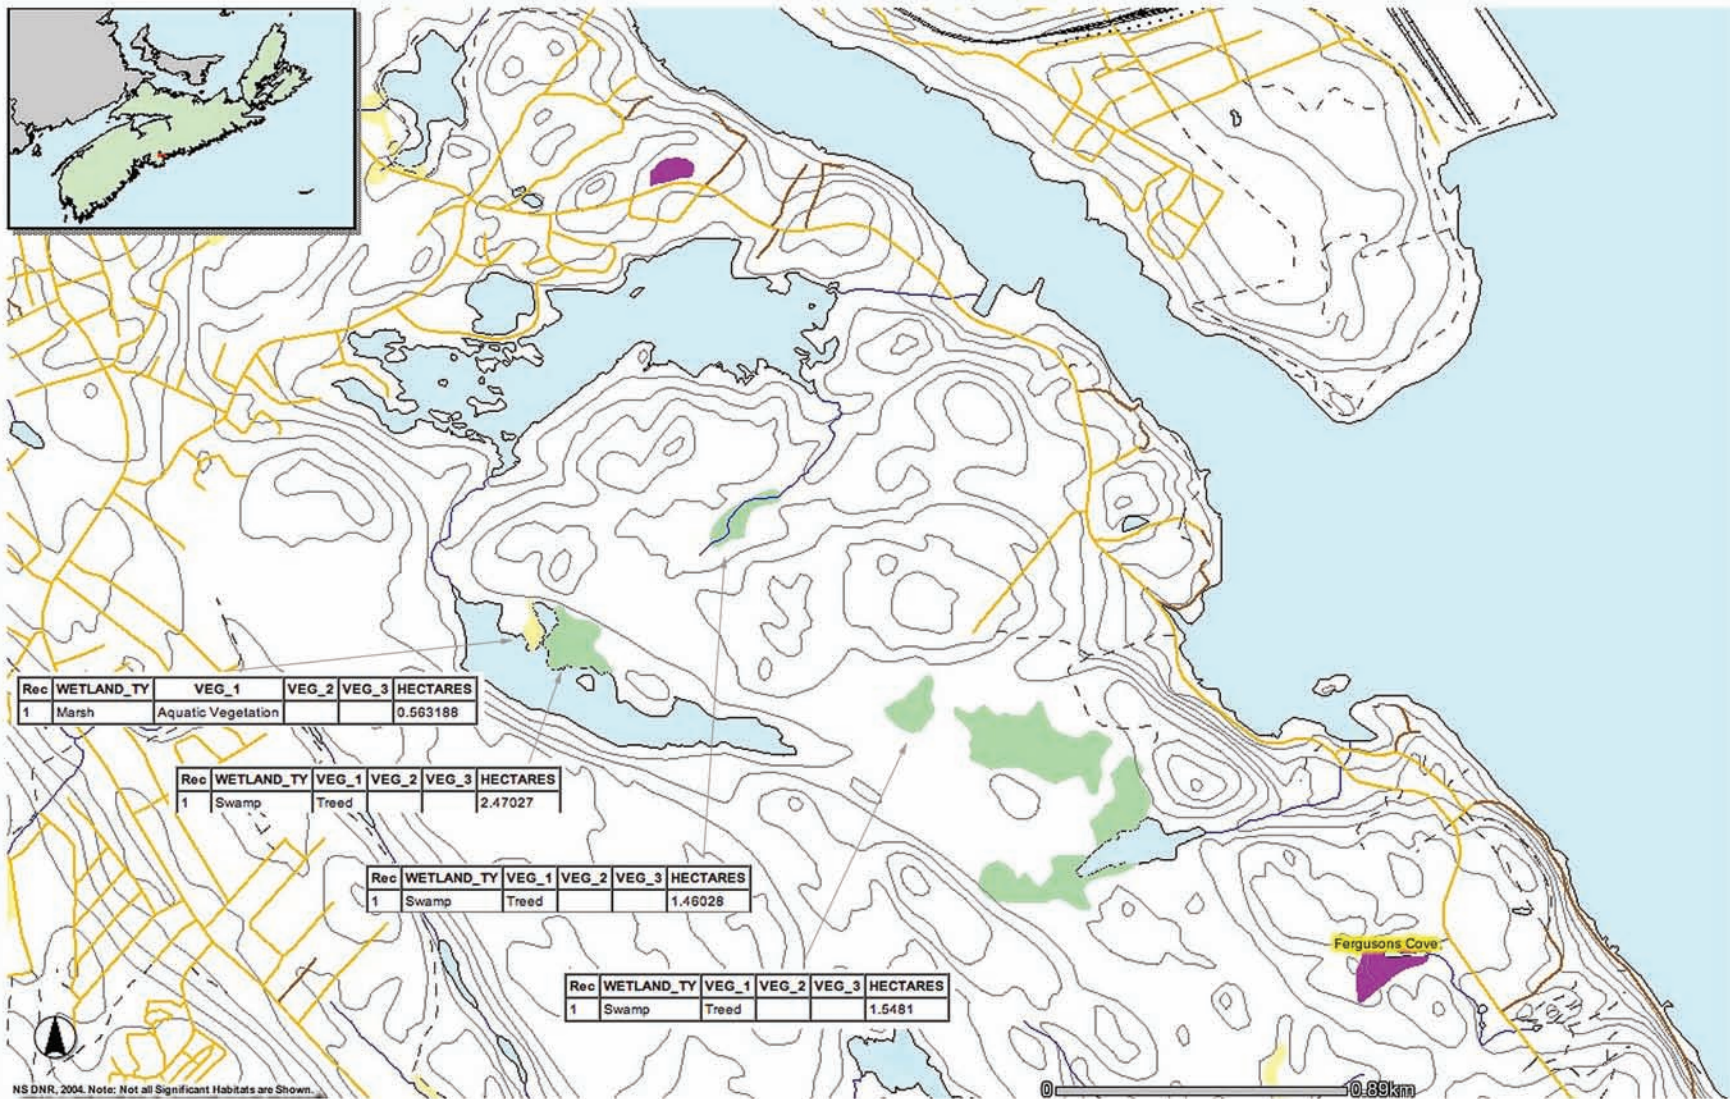 Rec WETLAND_TY VEG_1 VEG_2 VEG_3 HECTARES
1 Marsh Aquatic Vegetation 0.563188
Rec WETLAND_TY VEG_1 VEG_2 VEG_3 HECTARES
1 Swamp Treed 2.47027
Rec WETLAND_TY VEG_1 VEG_2 VEG_3 HECTARES
1 Swamp Treed 1.46028
Fergusons Cove
Rec WETLAND_TY VEG_1 VEG_2 VEG_3 HECTARES
1 Swamp Treed 1.5481
NS DNR, 2004. Note: Not all Significant Habitats are Shown.
0 0.89km